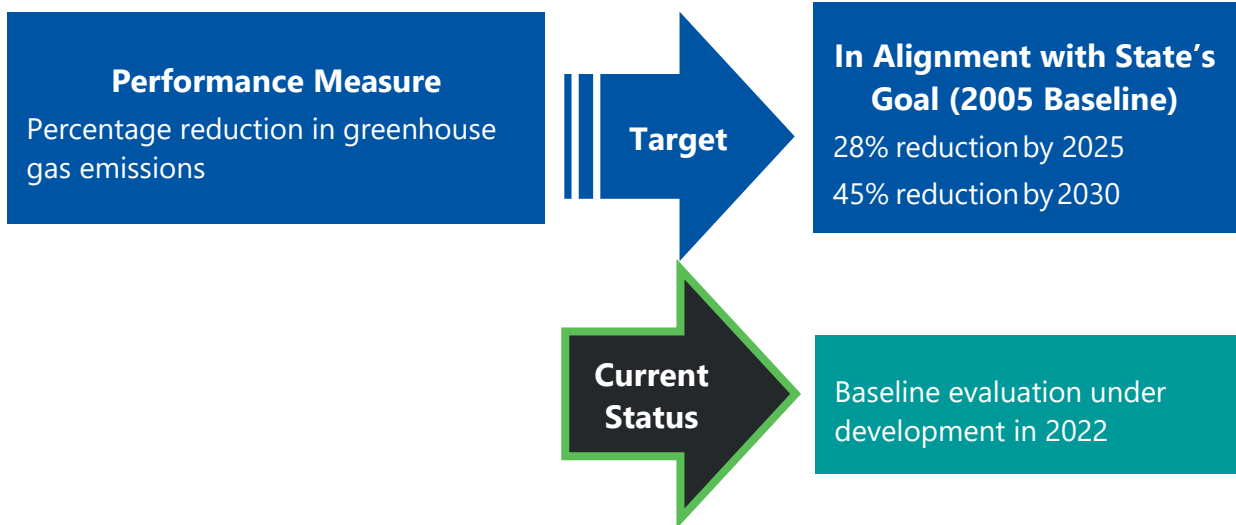 Performance Measure
Percentage reduction in greenhouse
gas emissions
Target
In Alignment with State’s
Goal (2005 Baseline)
28% reduction by 2025
45% reduction by 2030
Current
Status
Baseline evaluation under
development in 2022